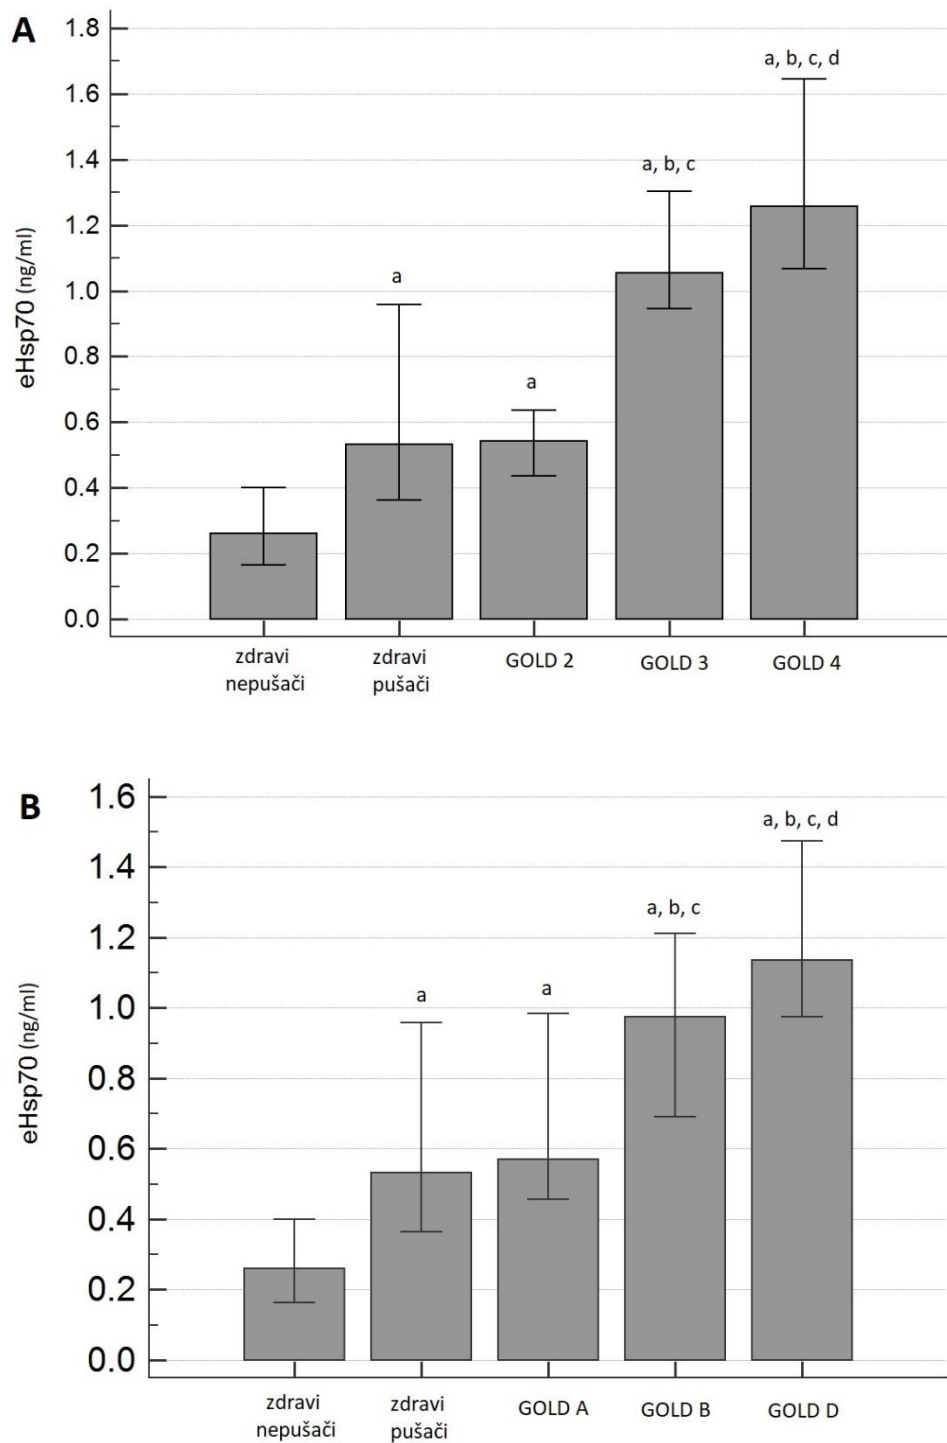 A
eHsp70 (ng/ml)
1.8
1.6
1.4
1.2
1.0
0.8
0.6
0.4
0.2
0.0
a
a
a, b, c
a, b, c, d
zdravi
nepušači
zdravi
pušači
GOLD 2
GOLD 3
GOLD 4
B
eHsp70 (ng/ml)
1.6
1.4
1.2
1.0
0.8
0.6
0.4
0.2
0.0
a
a
a, b, c
a, b, c, d
zdravi
nepušači
zdravi
pušači
GOLD A
GOLD B
GOLD D